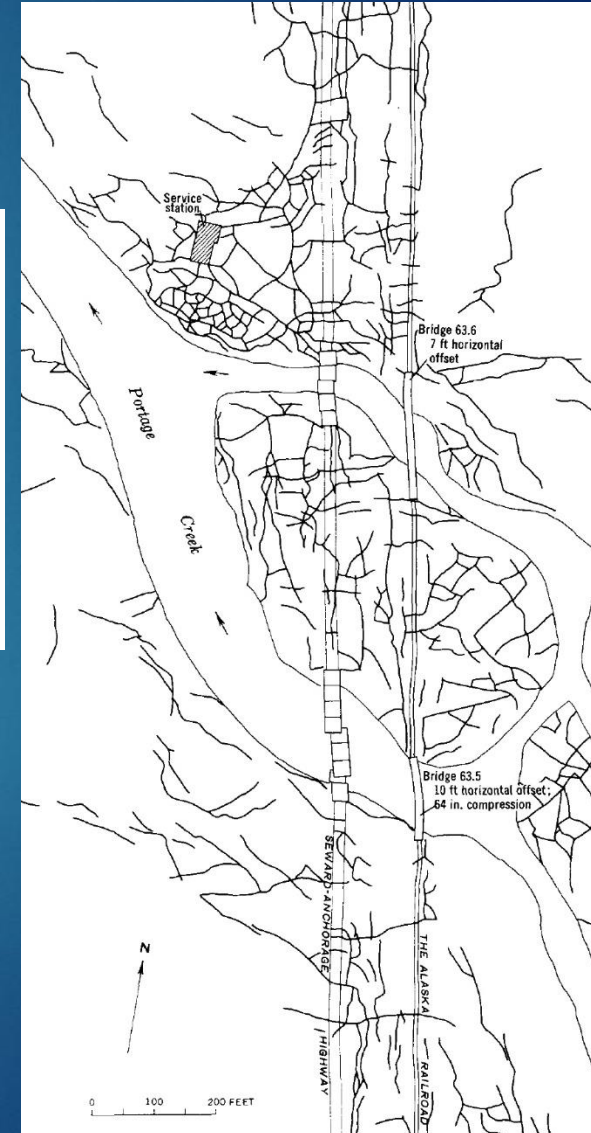 Service
station
Bridge 63.6
7 ft horizontal
offset
Portage
Creek
Bridge 63.5
10 ft horizontal offset;
64 in. compression
SEWARD-ANCHORAGE
HIGHWAY
THE ALASKA
RAILROAD
N
0 100 200 FEET